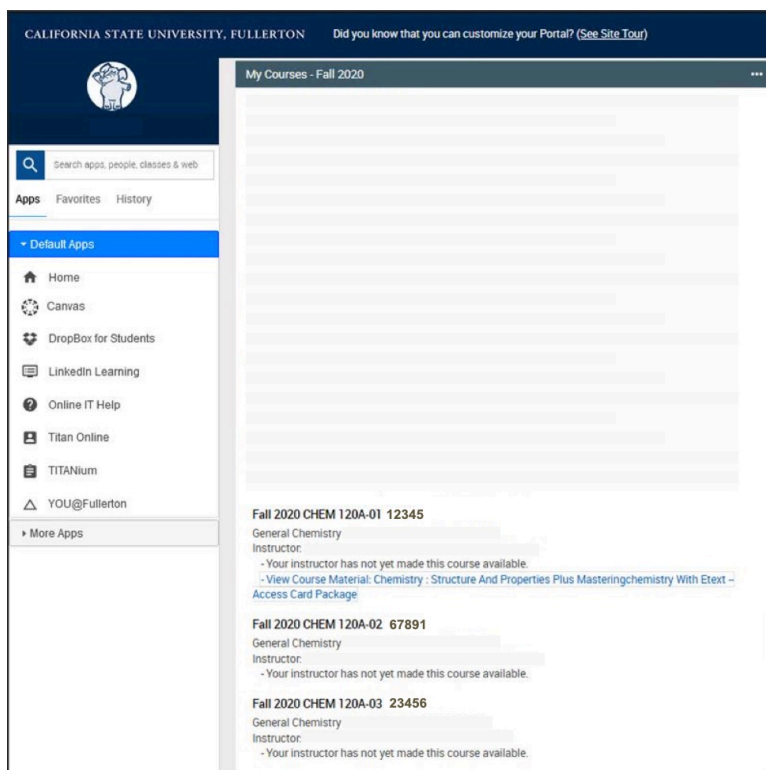 CALIFORNIA STATE UNIVERSITY, FULLERTON
Did you know that you can customize your Portal? (See Site Tour)
Search apps, people, classes & web
Apps Favorites History
Default Apps
Home
Canvas
DropBox for Students
LinkedIn Learning
Online IT Help
Titan Online
TITANium
YOU@Fullerton
More Apps
My Courses - Fall 2020
Fall 2020 CHEM 120A-01 12345
General Chemistry
Instructor:
- Your instructor has not yet made this course available.
- View Course Material: Chemistry : Structure And Properties Plus Masteringchemistry With Etext --
Access Card Package
Fall 2020 CHEM 120A-02 67891
General Chemistry
Instructor:
- Your instructor has not yet made this course available.
Fall 2020 CHEM 120A-03 23456
General Chemistry
Instructor:
- Your instructor has not yet made this course available.